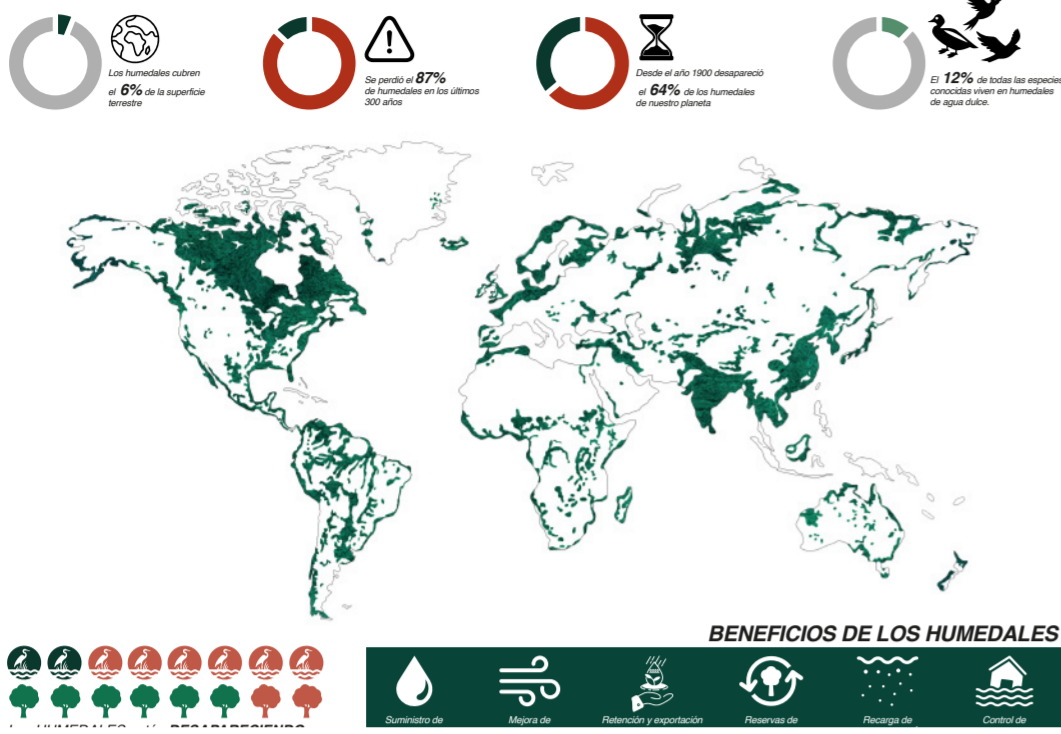 Los humedales cubren
el 6% de la superficie
terrestre
Se perdió el 87%
de humedales en los últimos
300 años
Desde el año 1900 desapareció
el 64% de los humedales
de nuestro planeta
El 12% de todas las especies
conocidas viven en humedales
de agua dulce.
BENEFICIOS DE LOS HUMEDALES
HUMEDALES DESAPARECIENDO
Suministro de
Mejora de
Retención y exportación
Reservas de
Recarga de
Control de